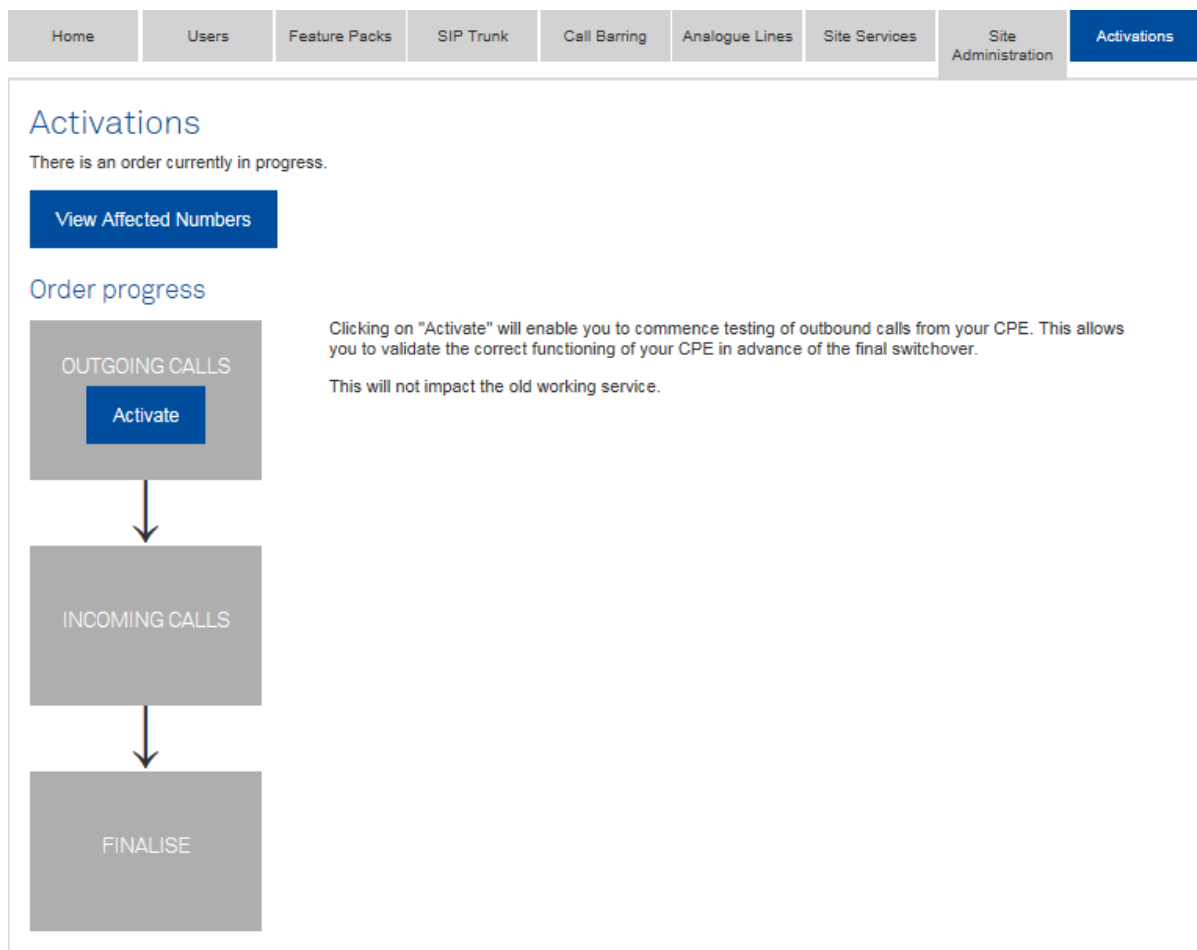 Home
Users
Feature Packs
SIP Trunk
Call Barring
Analogue Lines
Site Services
Site
Administration
Activations
Activations
There is an order currently in progress.
View Affected Numbers
Order progress
OUTGOING CALLS
Activate
Clicking on "Activate" will enable you to commence testing of outbound calls from your CPE. This allows
you to validate the correct functioning of your CPE in advance of the final switchover.
This will not impact the old working service.
INCOMING CALLS
FINALISE